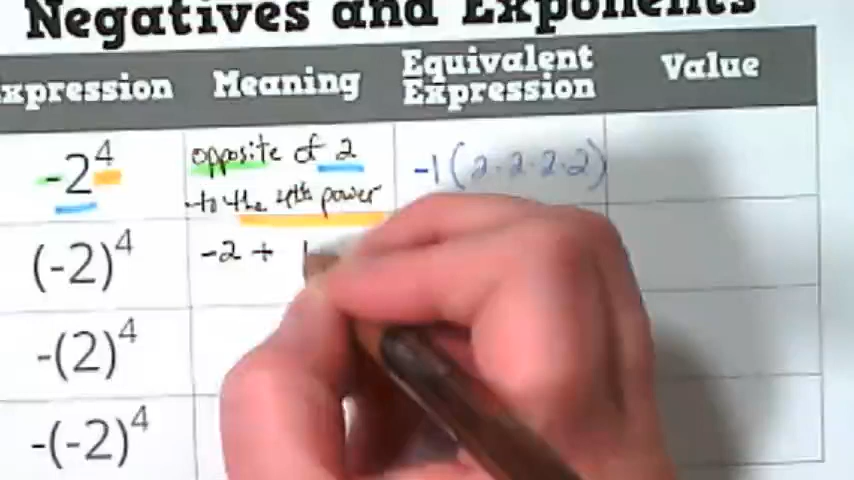 Negatives and Exponents
Expression Meaning Equivalent Expression Value
-2⁴ opposite of 2 -1(2·2·2·2)
to the 4th power
(-2)⁴ -2 +
-(2)⁴
-(-2)⁴